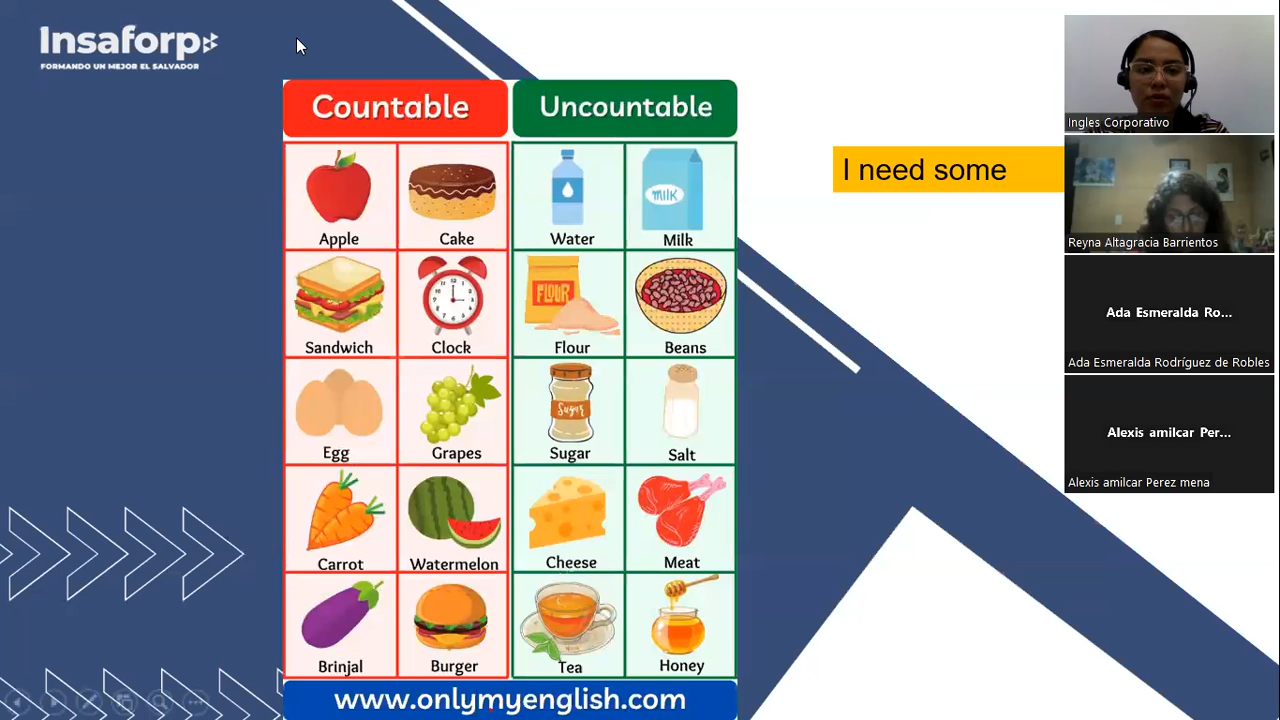 Insaforp
FORMANDO UN MEJOR EL SALVADOR
Countable Uncountable
Apple Cake Water Milk
MILK
Sandwich Clock Flour Beans
FLOUR
Egg Grapes Sugar Salt
Sugar
Carrot Watermelon Cheese Meat
Brinjal Burger Tea Honey
www.onlymyenglish.com
I need some
Ingles Corporativo
Reyna Altagracia Barrientos
Ada Esmeralda Ro...
Ada Esmeralda Rodríguez de Robles
Alexis amilcar Per...
Alexis amilcar Perez mena